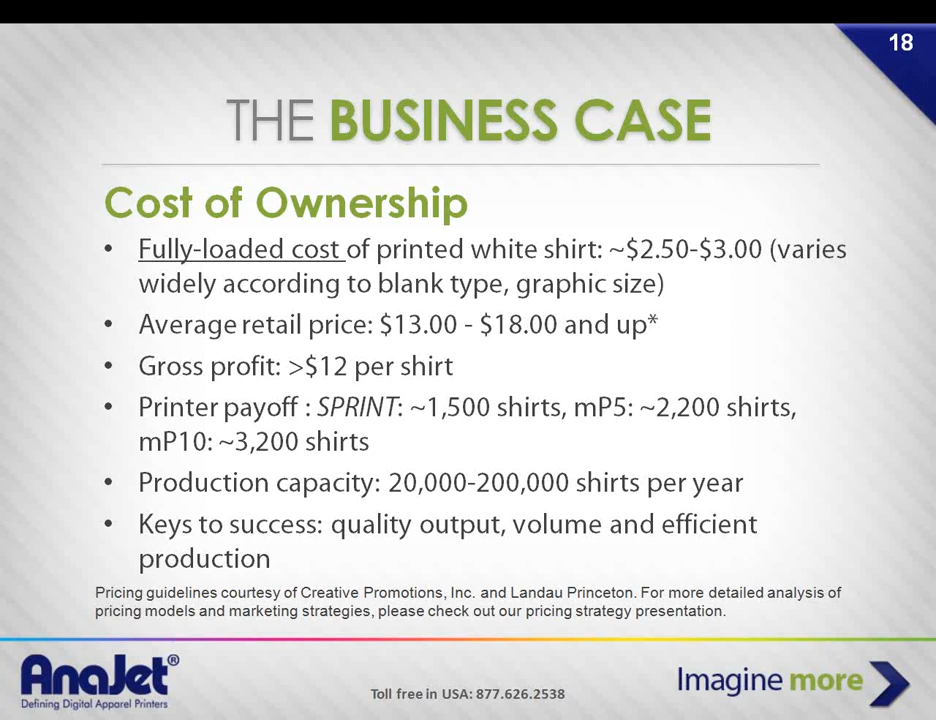 18
THE BUSINESS CASE
Cost of Ownership
• Fully-loaded cost of printed white shirt: ~$2.50-$3.00 (varies
widely according to blank type, graphic size)
• Average retail price: $13.00 - $18.00 and up*
• Gross profit: >$12 per shirt
• Printer payoff : SPRINT: ~1,500 shirts, mP5: ~2,200 shirts,
mP10: ~3,200 shirts
• Production capacity: 20,000-200,000 shirts per year
• Keys to success: quality output, volume and efficient
production
Pricing guidelines courtesy of Creative Promotions, Inc. and Landau Princeton. For more detailed analysis of
pricing models and marketing strategies, please check out our pricing strategy presentation.
AnaJet®
Defining Digital Apparel Printers
Toll free in USA: 877.626.2538
Imagine more